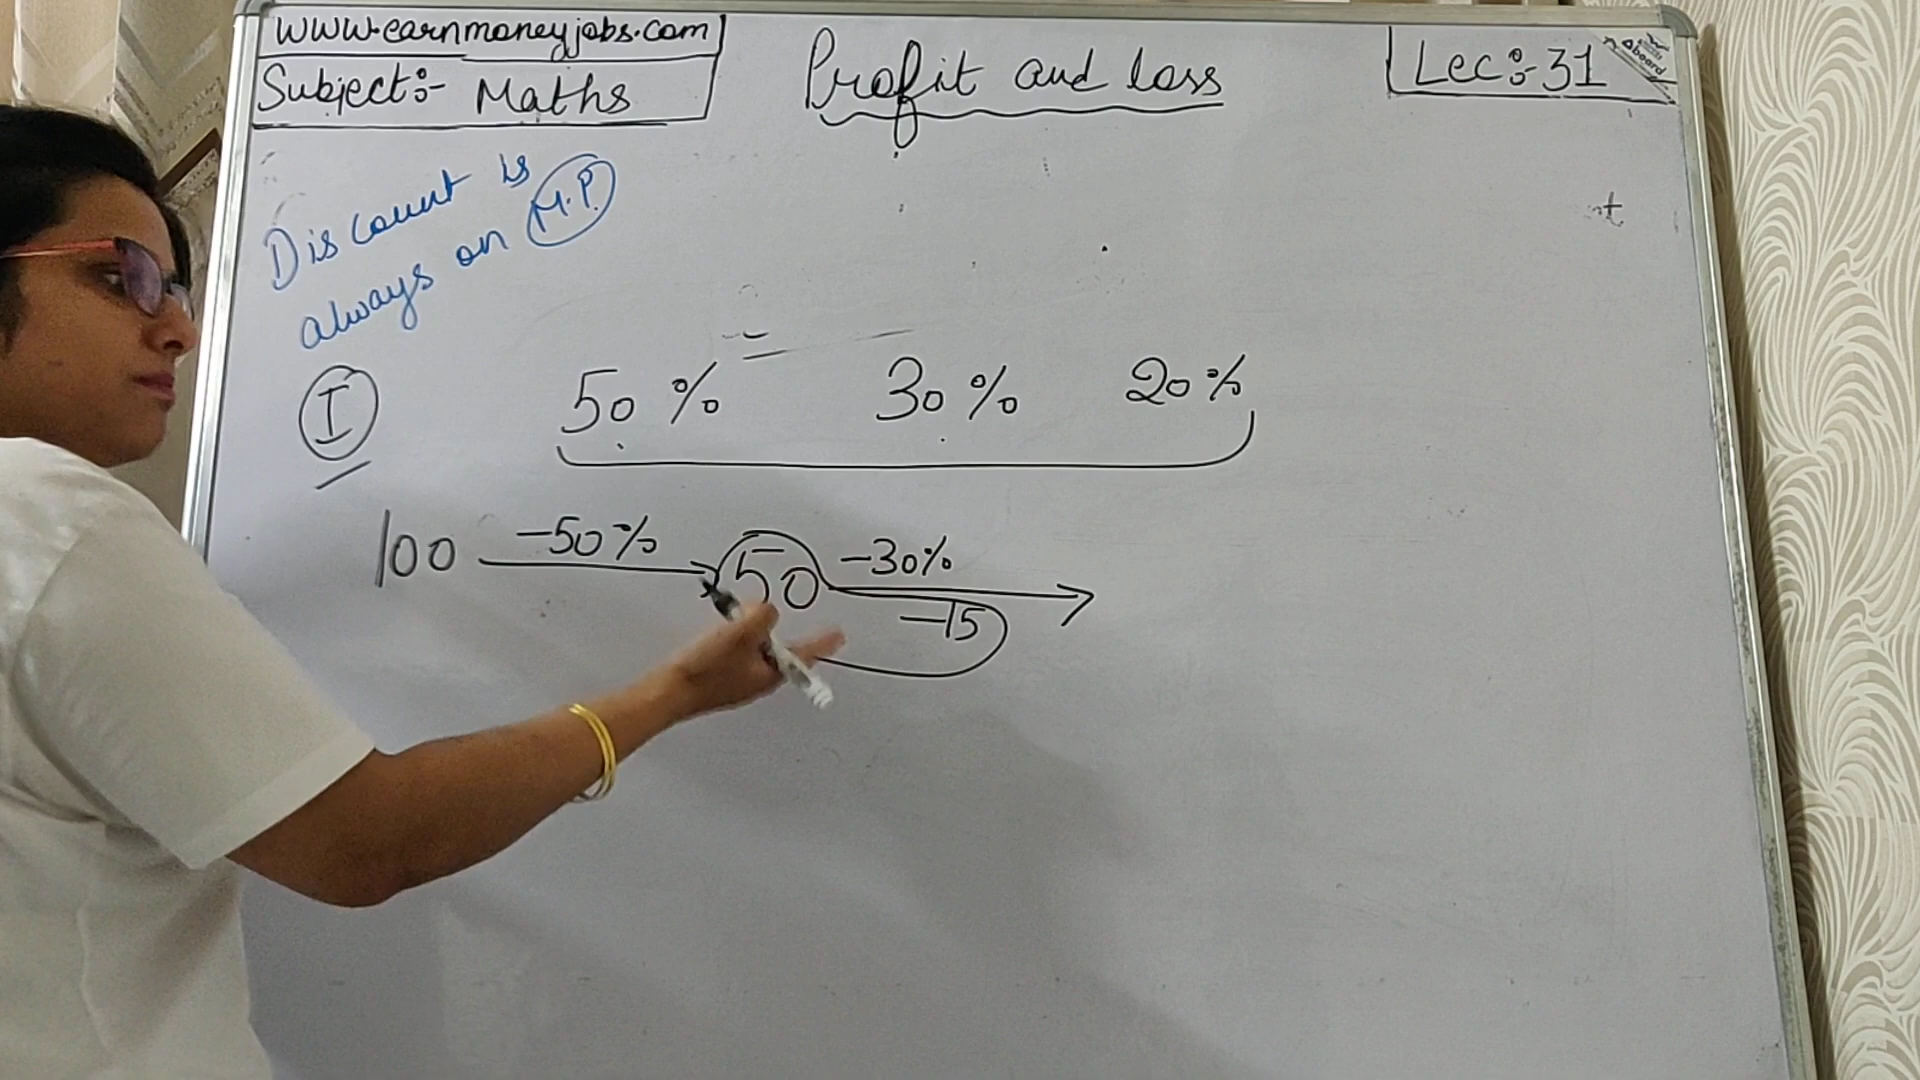 www.earnmoneyjobs.com
Subject:- Maths
Profit and loss
Lec:-31
Discount is
always on M.P.
I
50% 30% 20%
100 -50% 50 -30%
-15